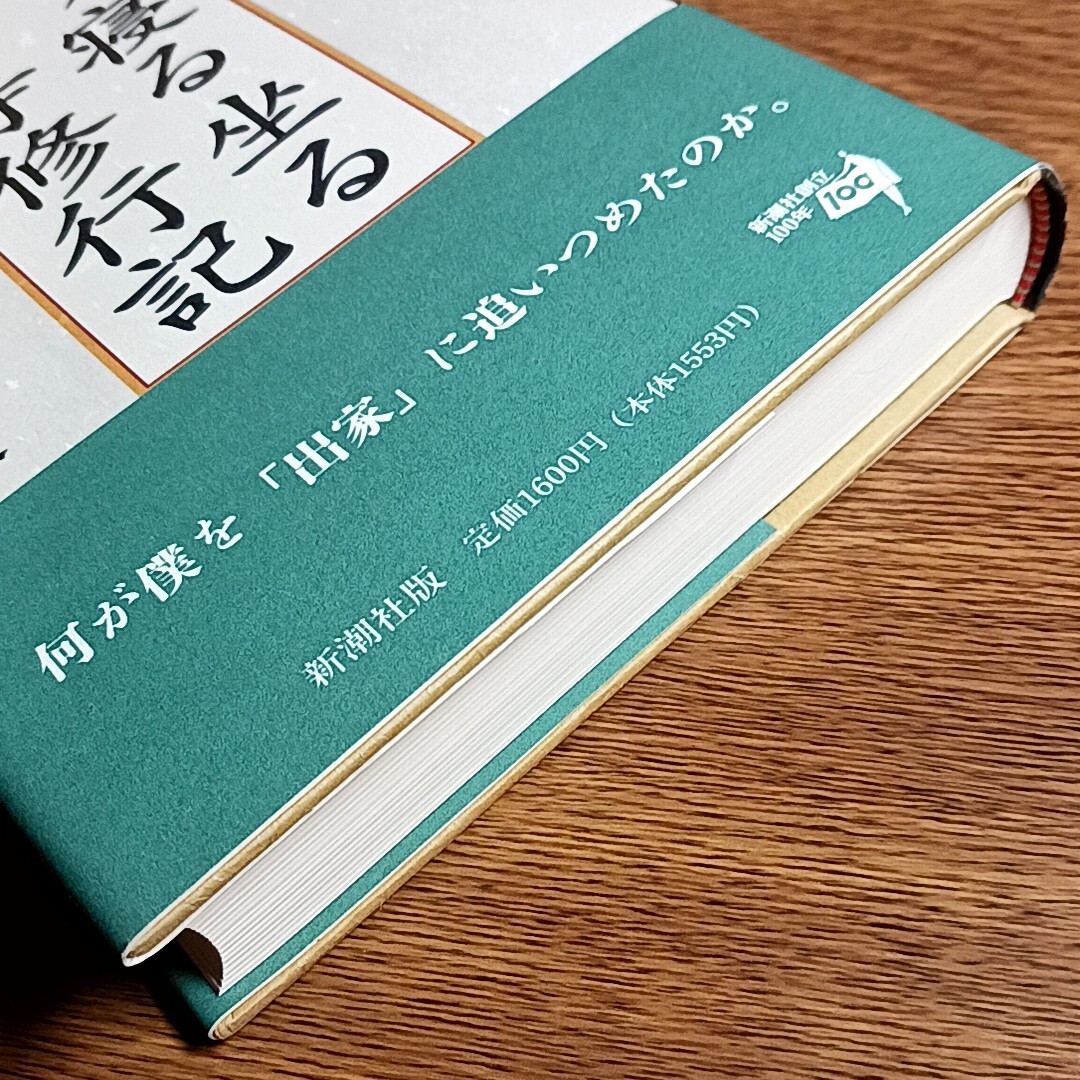 寝る坐る
修行記
何が僕を「出家」に追いつめたのか。
新潮社版 定価1600円（本体1553円）
新潮社創立
100年
100